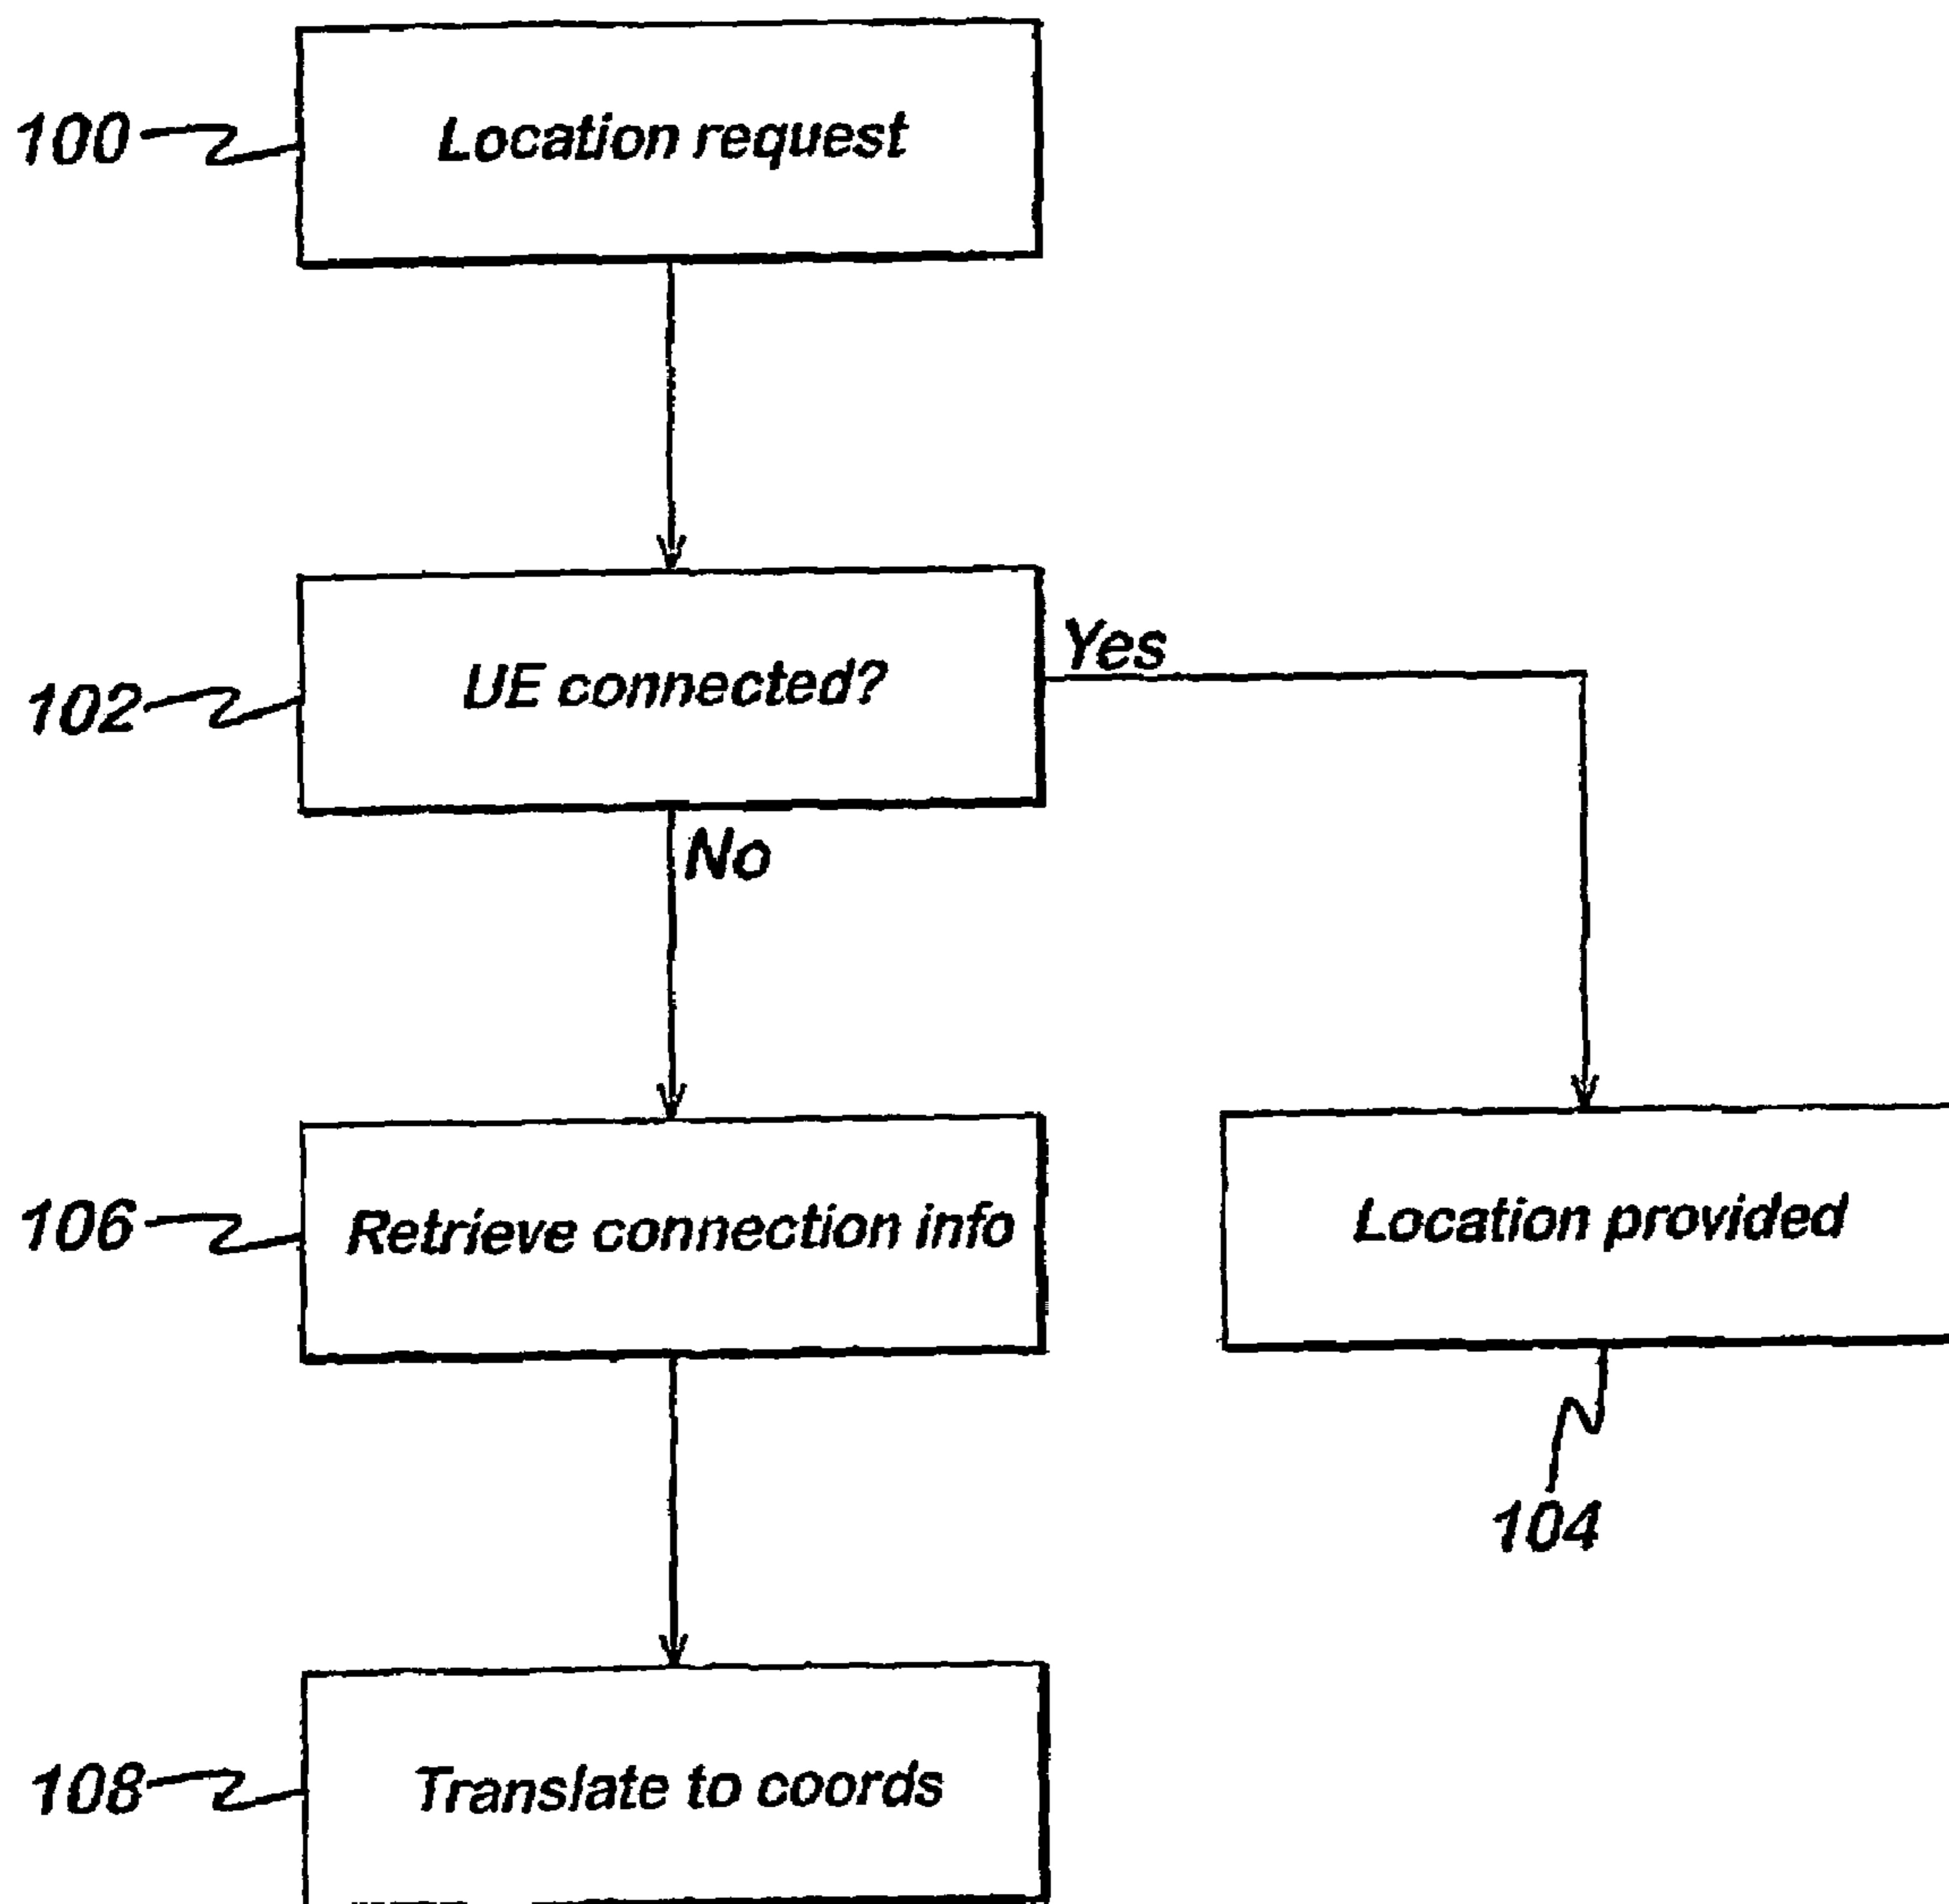 100
Location request
102
UE connected?
Yes
No
106
Retrieve connection info
Location provided
104
108
Translate to coords